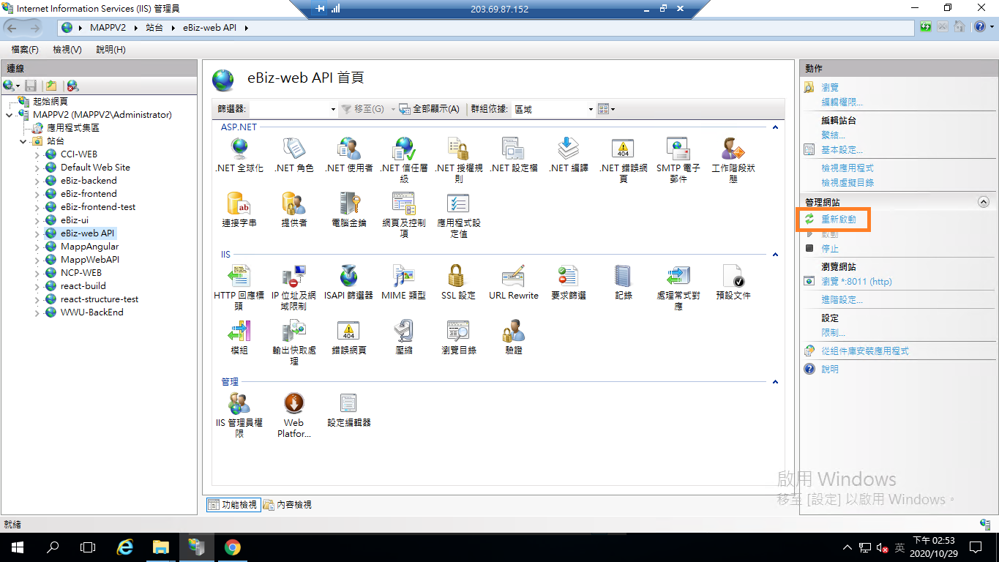 Internet Information Services (IIS) 管理員
203.69.87.152
MAPPV2
站台
eBiz-web API
檔案(F)
檢視(V)
說明(H)
連線
起始網頁
MAPPV2 (MAPPV2\Administrator)
應用程式集區
站台
CCI-WEB
Default Web Site
eBiz-backend
eBiz-frontend
eBiz-frontend-test
eBiz-ui
eBiz-web API
MappAngular
MappWebAPI
NCP-WEB
react-build
react-structure-test
WWU-BackEnd
eBiz-web API 首頁
篩選器:
移至(G)
全部顯示(A)
群組依據:
區域
ASP.NET
.NET 全球化
.NET 角色
.NET 使用者
.NET 信任層
級
.NET 授權規
則
.NET 設定檔
.NET 編譯
.NET 錯誤網
頁
SMTP 電子
郵件
工作階段狀
態
連接字串
提供者
電腦金鑰
網頁及控制
項
應用程式設
定值
IIS
HTTP 回應標
頭
IP 位址及網
域限制
ISAPI 篩選器
MIME 類型
SSL 設定
URL Rewrite
要求篩選
記錄
處理常式對
應
預設文件
模組
輸出快取處
理
錯誤網頁
壓縮
瀏覽目錄
驗證
管理
IIS 管理員權
限
Web
Platfor...
設定編輯器
功能檢視
內容檢視
動作
瀏覽
編輯權限...
編輯站台
繫結...
基本設定...
檢視應用程式
檢視虛擬目錄
管理網站
重新啟動
啟動
停止
瀏覽網站
瀏覽 *:8011 (http)
進階設定...
設定
限制...
從組件庫安裝應用程式
說明
啟用 Windows
移至 [設定] 以啟用 Windows。
就緒
英
下午 02:53
2020/10/29